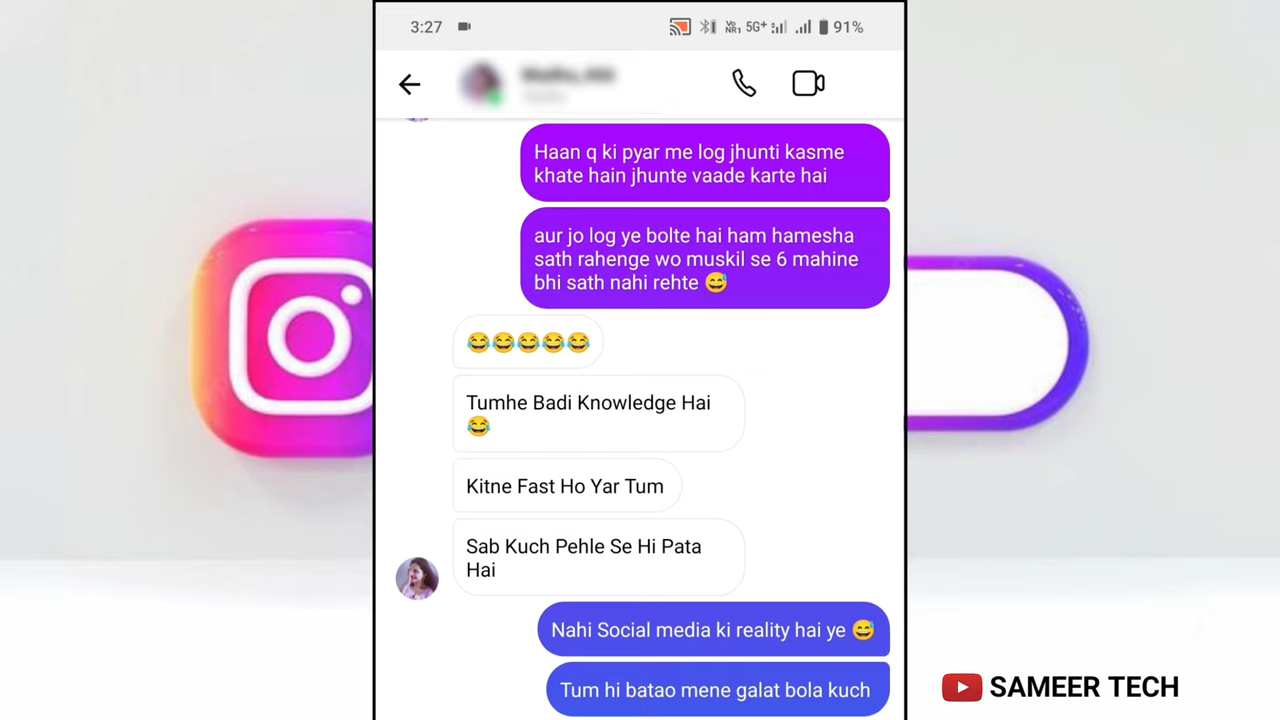 3:27
Vo
NR1 5G+ 91%
Haan q ki pyar me log jhunti kasme
khate hain jhunte vaade karte hai
aur jo log ye bolte hai ham hamesha
sath rahenge wo muskil se 6 mahine
bhi sath nahi rehte 😅
😂😂😂😂😂
Tumhe Badi Knowledge Hai
😂
Kitne Fast Ho Yar Tum
Sab Kuch Pehle Se Hi Pata
Hai
Nahi Social media ki reality hai ye 😅
Tum hi batao mene galat bola kuch
SAMEER TECH